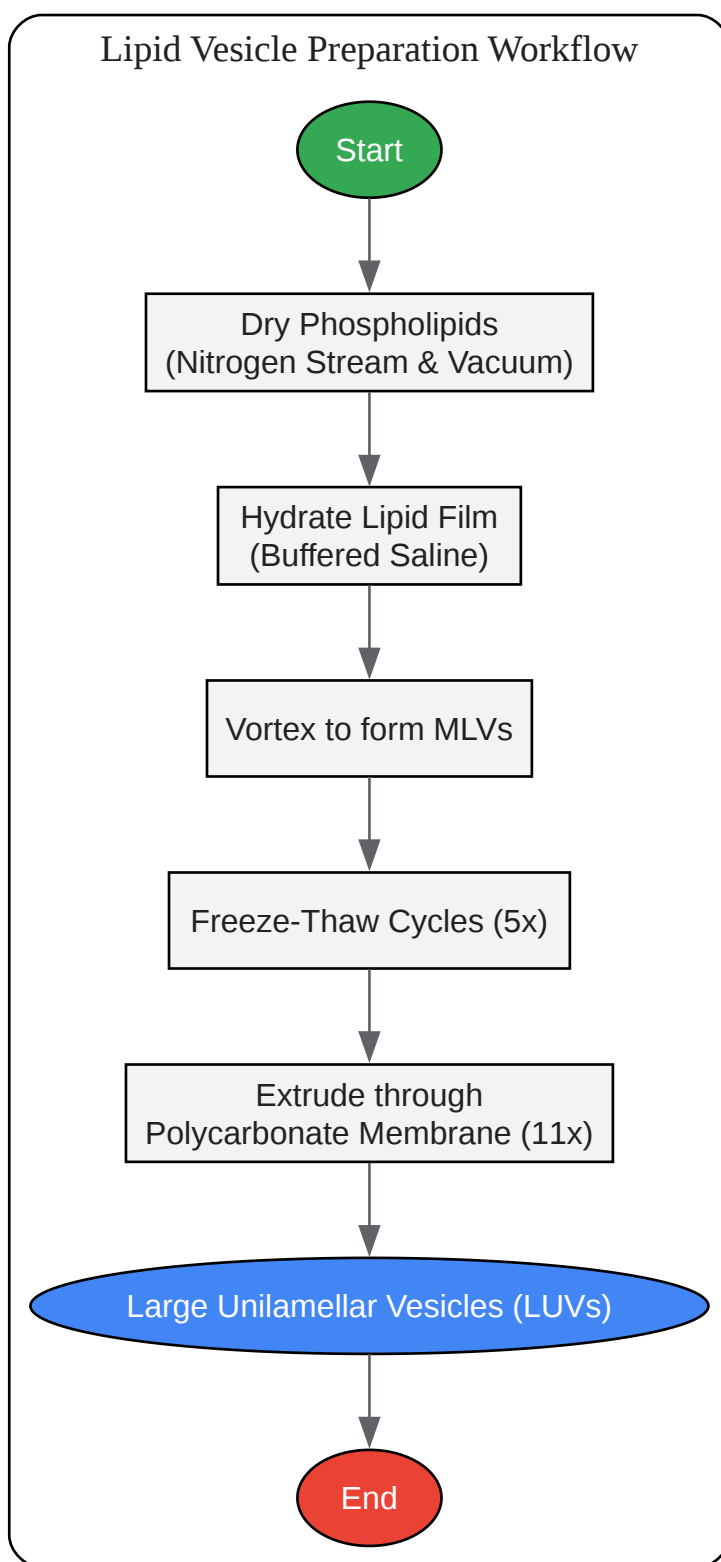 Lipid Vesicle Preparation Workflow
Start
Dry Phospholipids
(Nitrogen Stream & Vacuum)
Hydrate Lipid Film
(Buffered Saline)
Vortex to form MLVs
Freeze-Thaw Cycles (5x)
Extrude through
Polycarbonate Membrane (11x)
Large Unilamellar Vesicles (LUVs)
End